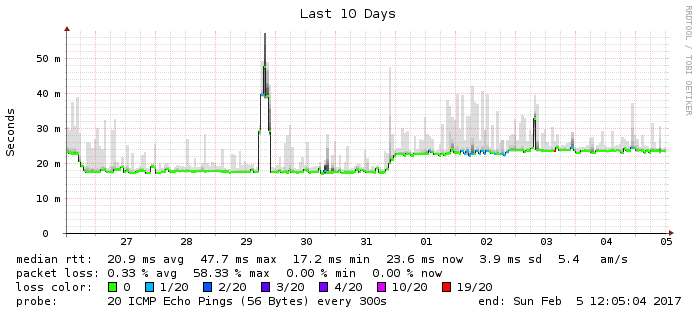 Last 10 Days
RRDTOOL / TOBI OETIKER
Seconds
50 m
40 m
30 m
20 m
10 m
0
27 28 29 30 31 01 02 03 04 05
median rtt: 20.9 ms avg 47.7 ms max 17.2 ms min 23.6 ms now 3.9 ms sd 5.4 am/s
packet loss: 0.33 % avg 58.33 % max 0.00 % min 0.00 % now
loss color: 0 1/20 2/20 3/20 4/20 10/20 19/20
probe: 20 ICMP Echo Pings (56 Bytes) every 300s end: Sun Feb 5 12:05:04 2017